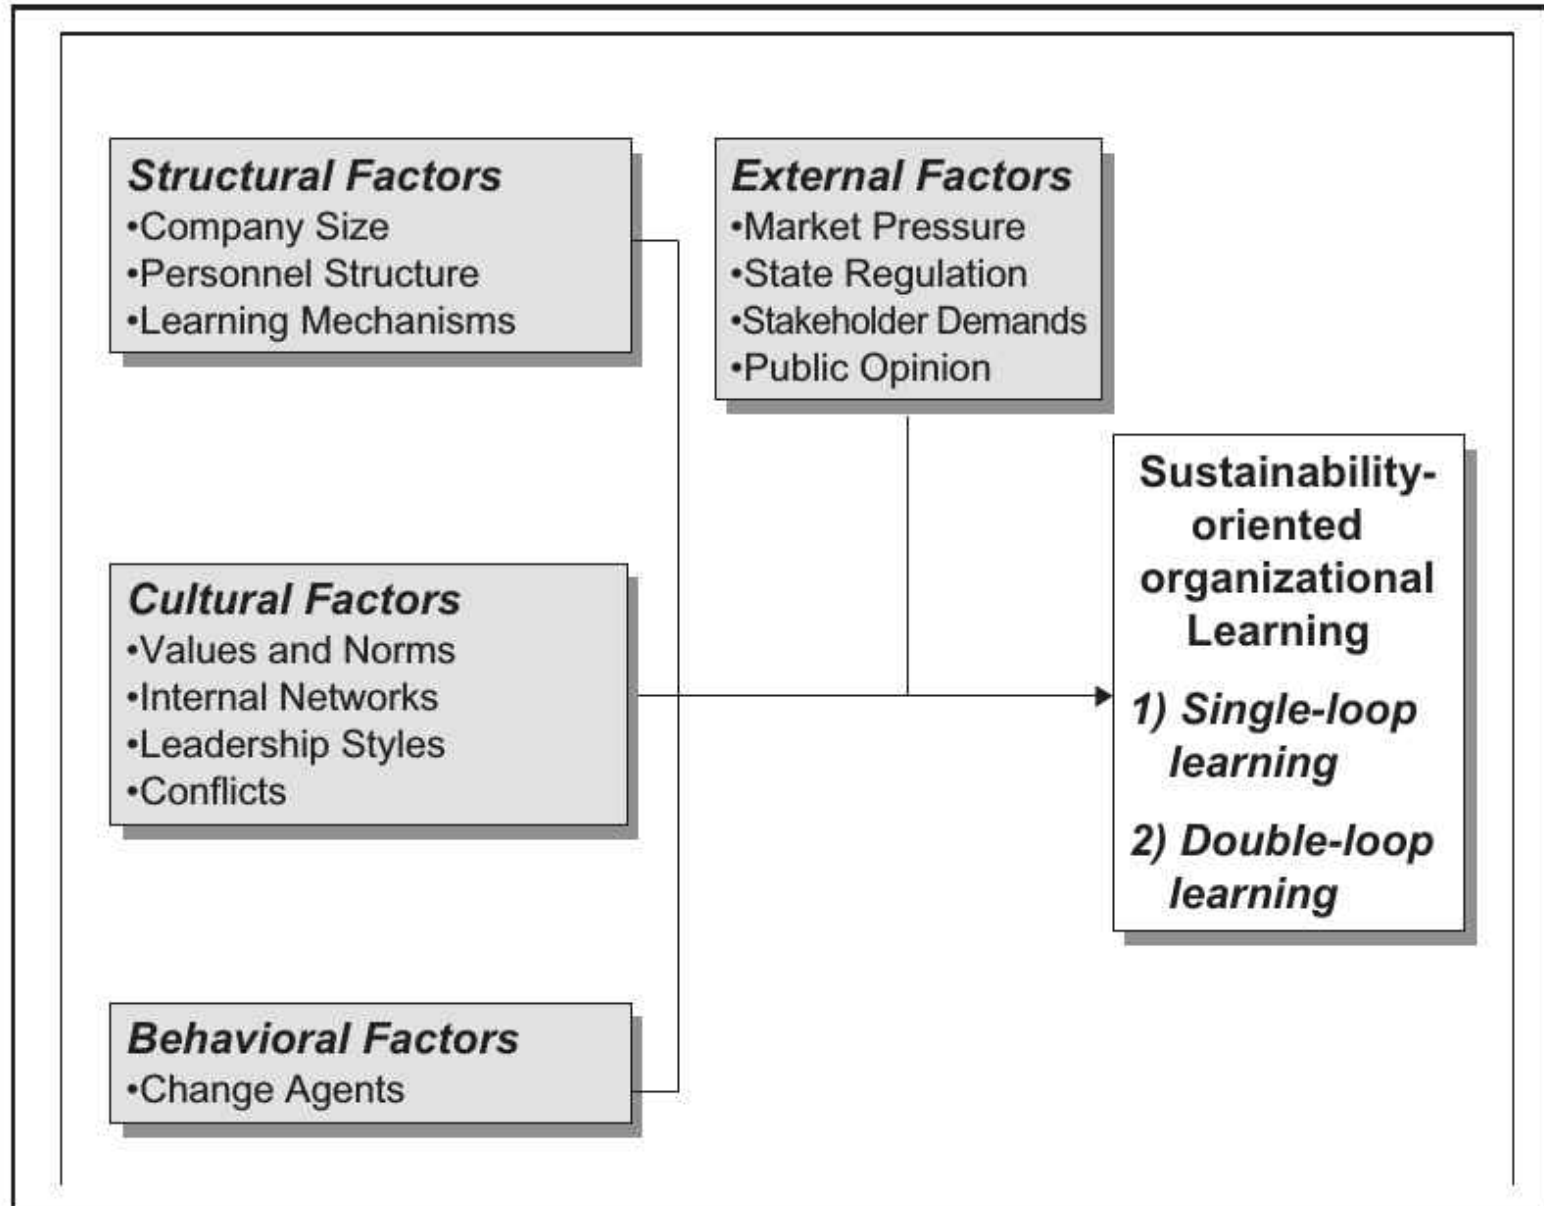 Structural Factors
•Company Size
•Personnel Structure
•Learning Mechanisms
External Factors
•Market Pressure
•State Regulation
•Stakeholder Demands
•Public Opinion
Cultural Factors
•Values and Norms
•Internal Networks
•Leadership Styles
•Conflicts
Behavioral Factors
•Change Agents
Sustainability-
oriented
organizational
Learning
1) Single-loop
learning
2) Double-loop
learning